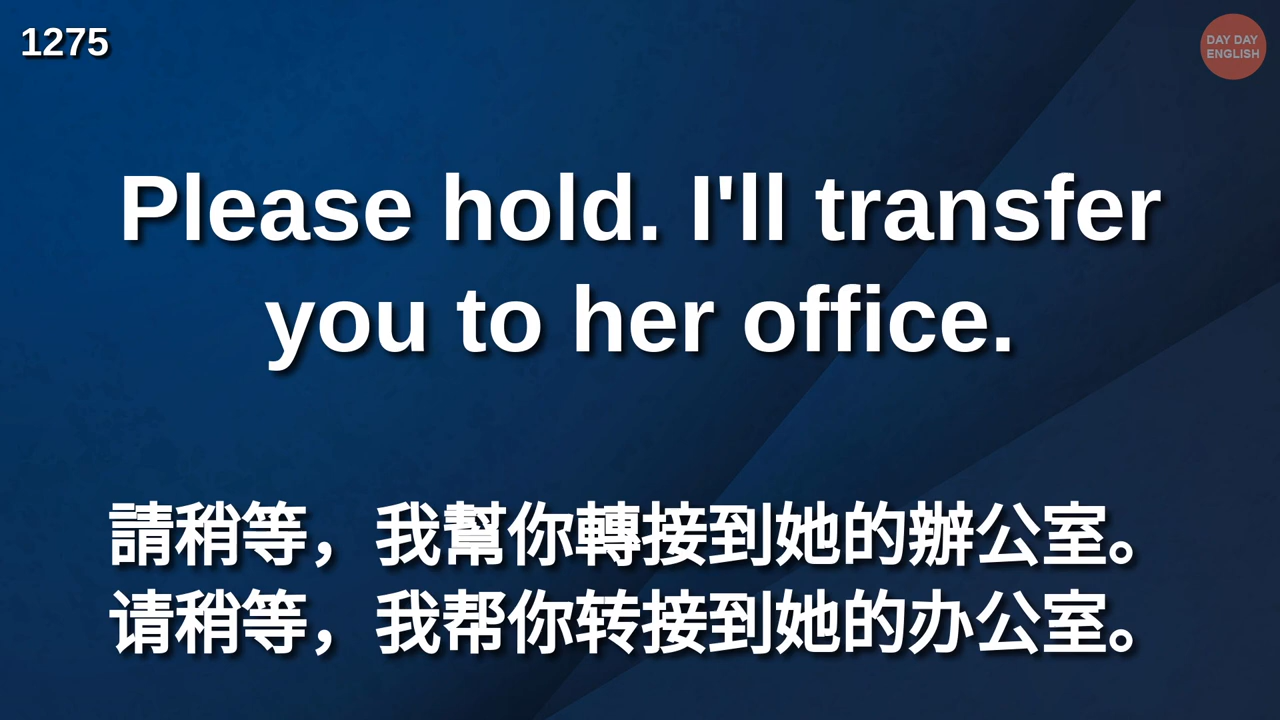 1275
DAY DAY
ENGLISH
Please hold. I'll transfer
you to her office.
請稍等，我幫你轉接到她的辦公室。
请稍等，我帮你转接到她的办公室。